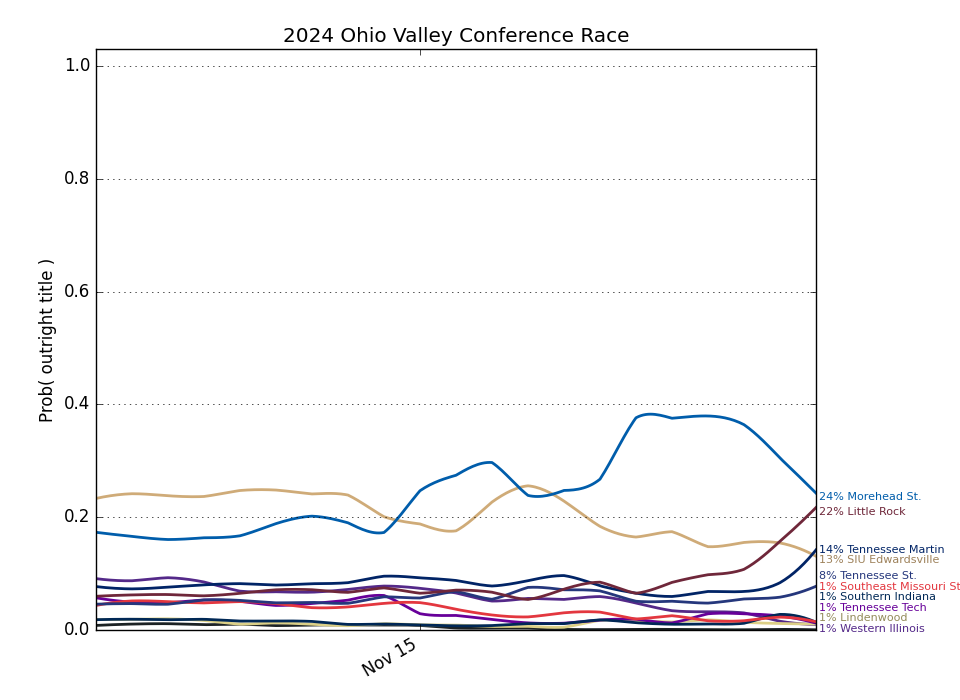 2024 Ohio Valley Conference Race
1.0
0.8
0.6
0.4
0.2
0.0
Prob( outright title )
Nov 15
24% Morehead St.
22% Little Rock
14% Tennessee Martin
13% SIU Edwardsville
8% Tennessee St.
1% Southeast Missouri St
1% Southern Indiana
1% Tennessee Tech
1% Lindenwood
1% Western Illinois